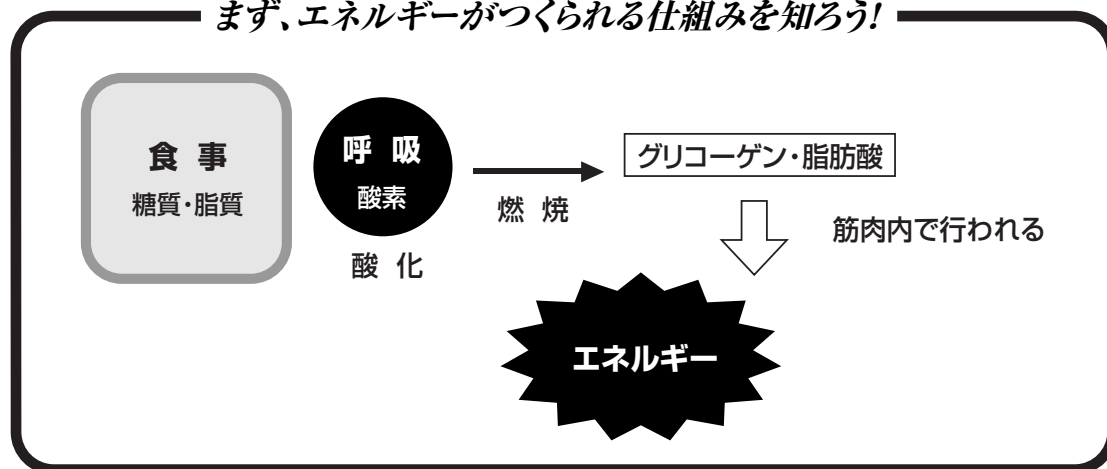 まず、エネルギーがつくられる仕組みを知ろう!
食 事
糖質・脂質
呼 吸
酸素
酸 化
燃 焼
グリコーゲン・脂肪酸
筋肉内で行われる
エネルギー